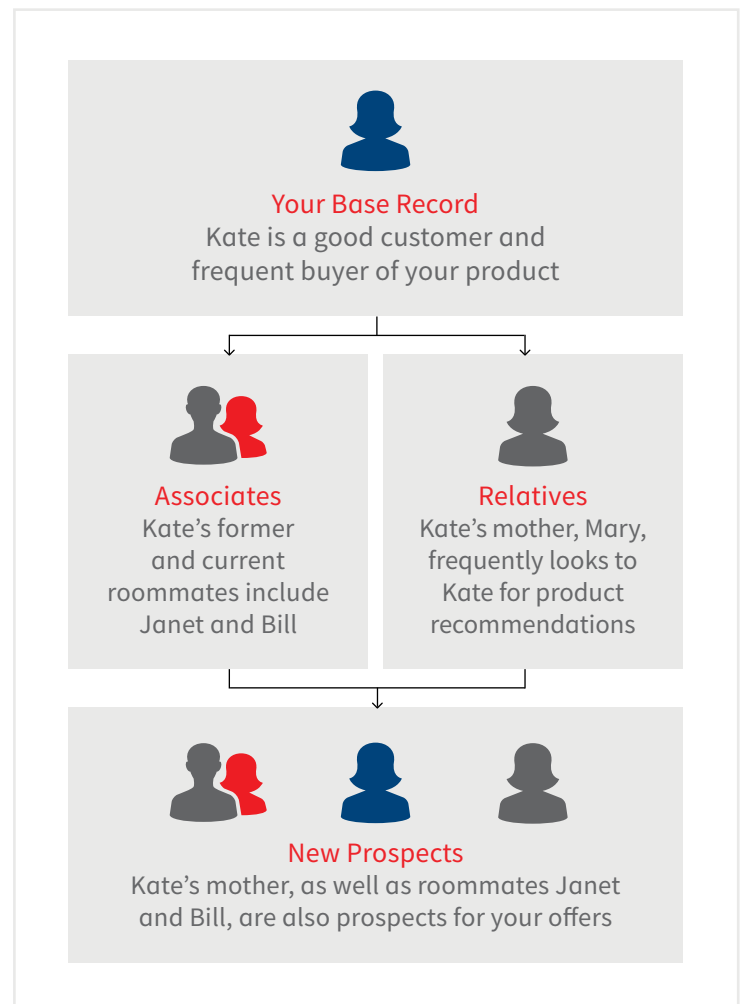 Your Base Record
Kate is a good customer and
frequent buyer of your product
Associates
Kate’s former
and current
roommates include
Janet and Bill
Relatives
Kate’s mother, Mary,
frequently looks to
Kate for product
recommendations
New Prospects
Kate’s mother, as well as roommates Janet
and Bill, are also prospects for your offers